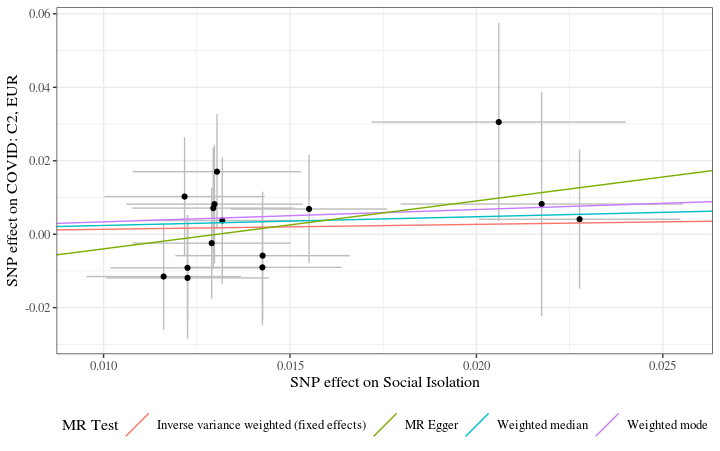 0.06
0.04
0.02
0.00
-0.02
SNP effect on COVID: C2, EUR
0.010 0.015 0.020 0.025
SNP effect on Social Isolation
MR Test Inverse variance weighted (fixed effects) MR Egger Weighted median Weighted mode